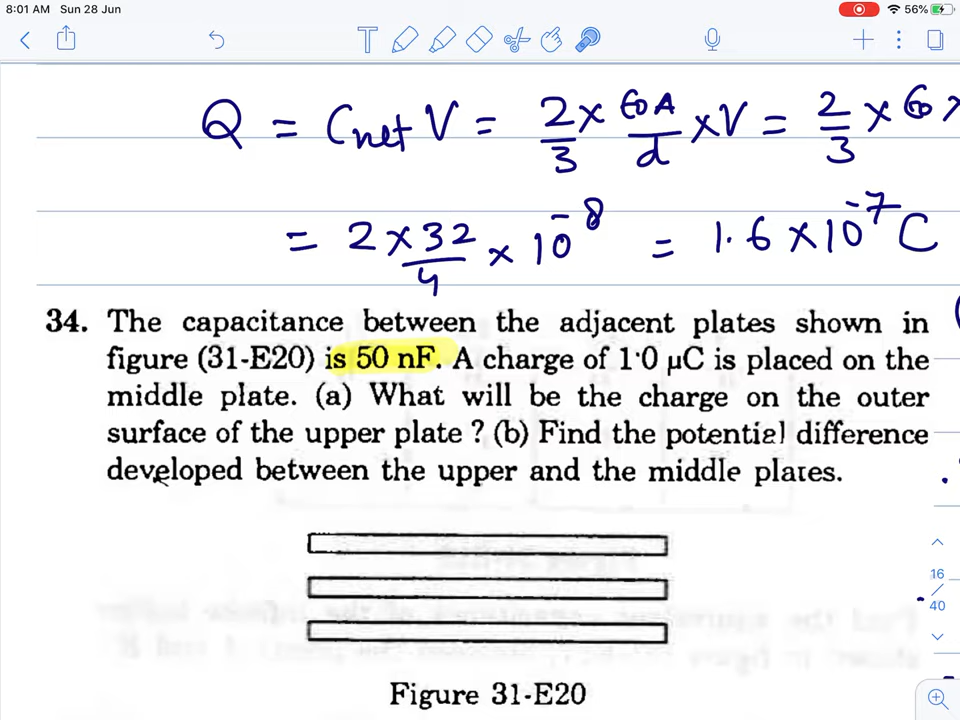 8:01 AM Sun 28 Jun 56%
T
Q = Cnet V = 2/3 × ϵ0A/d × V = 2/3 × ϵ0 ×
= 2 × 32/4 × 10^-8 = 1.6 × 10^-7 C
34. The capacitance between the adjacent plates shown in
figure (31-E20) is 50 nF. A charge of 1·0 μC is placed on the
middle plate. (a) What will be the charge on the outer
surface of the upper plate ? (b) Find the potential difference
developed between the upper and the middle plates.
16
/
40
Figure 31-E20